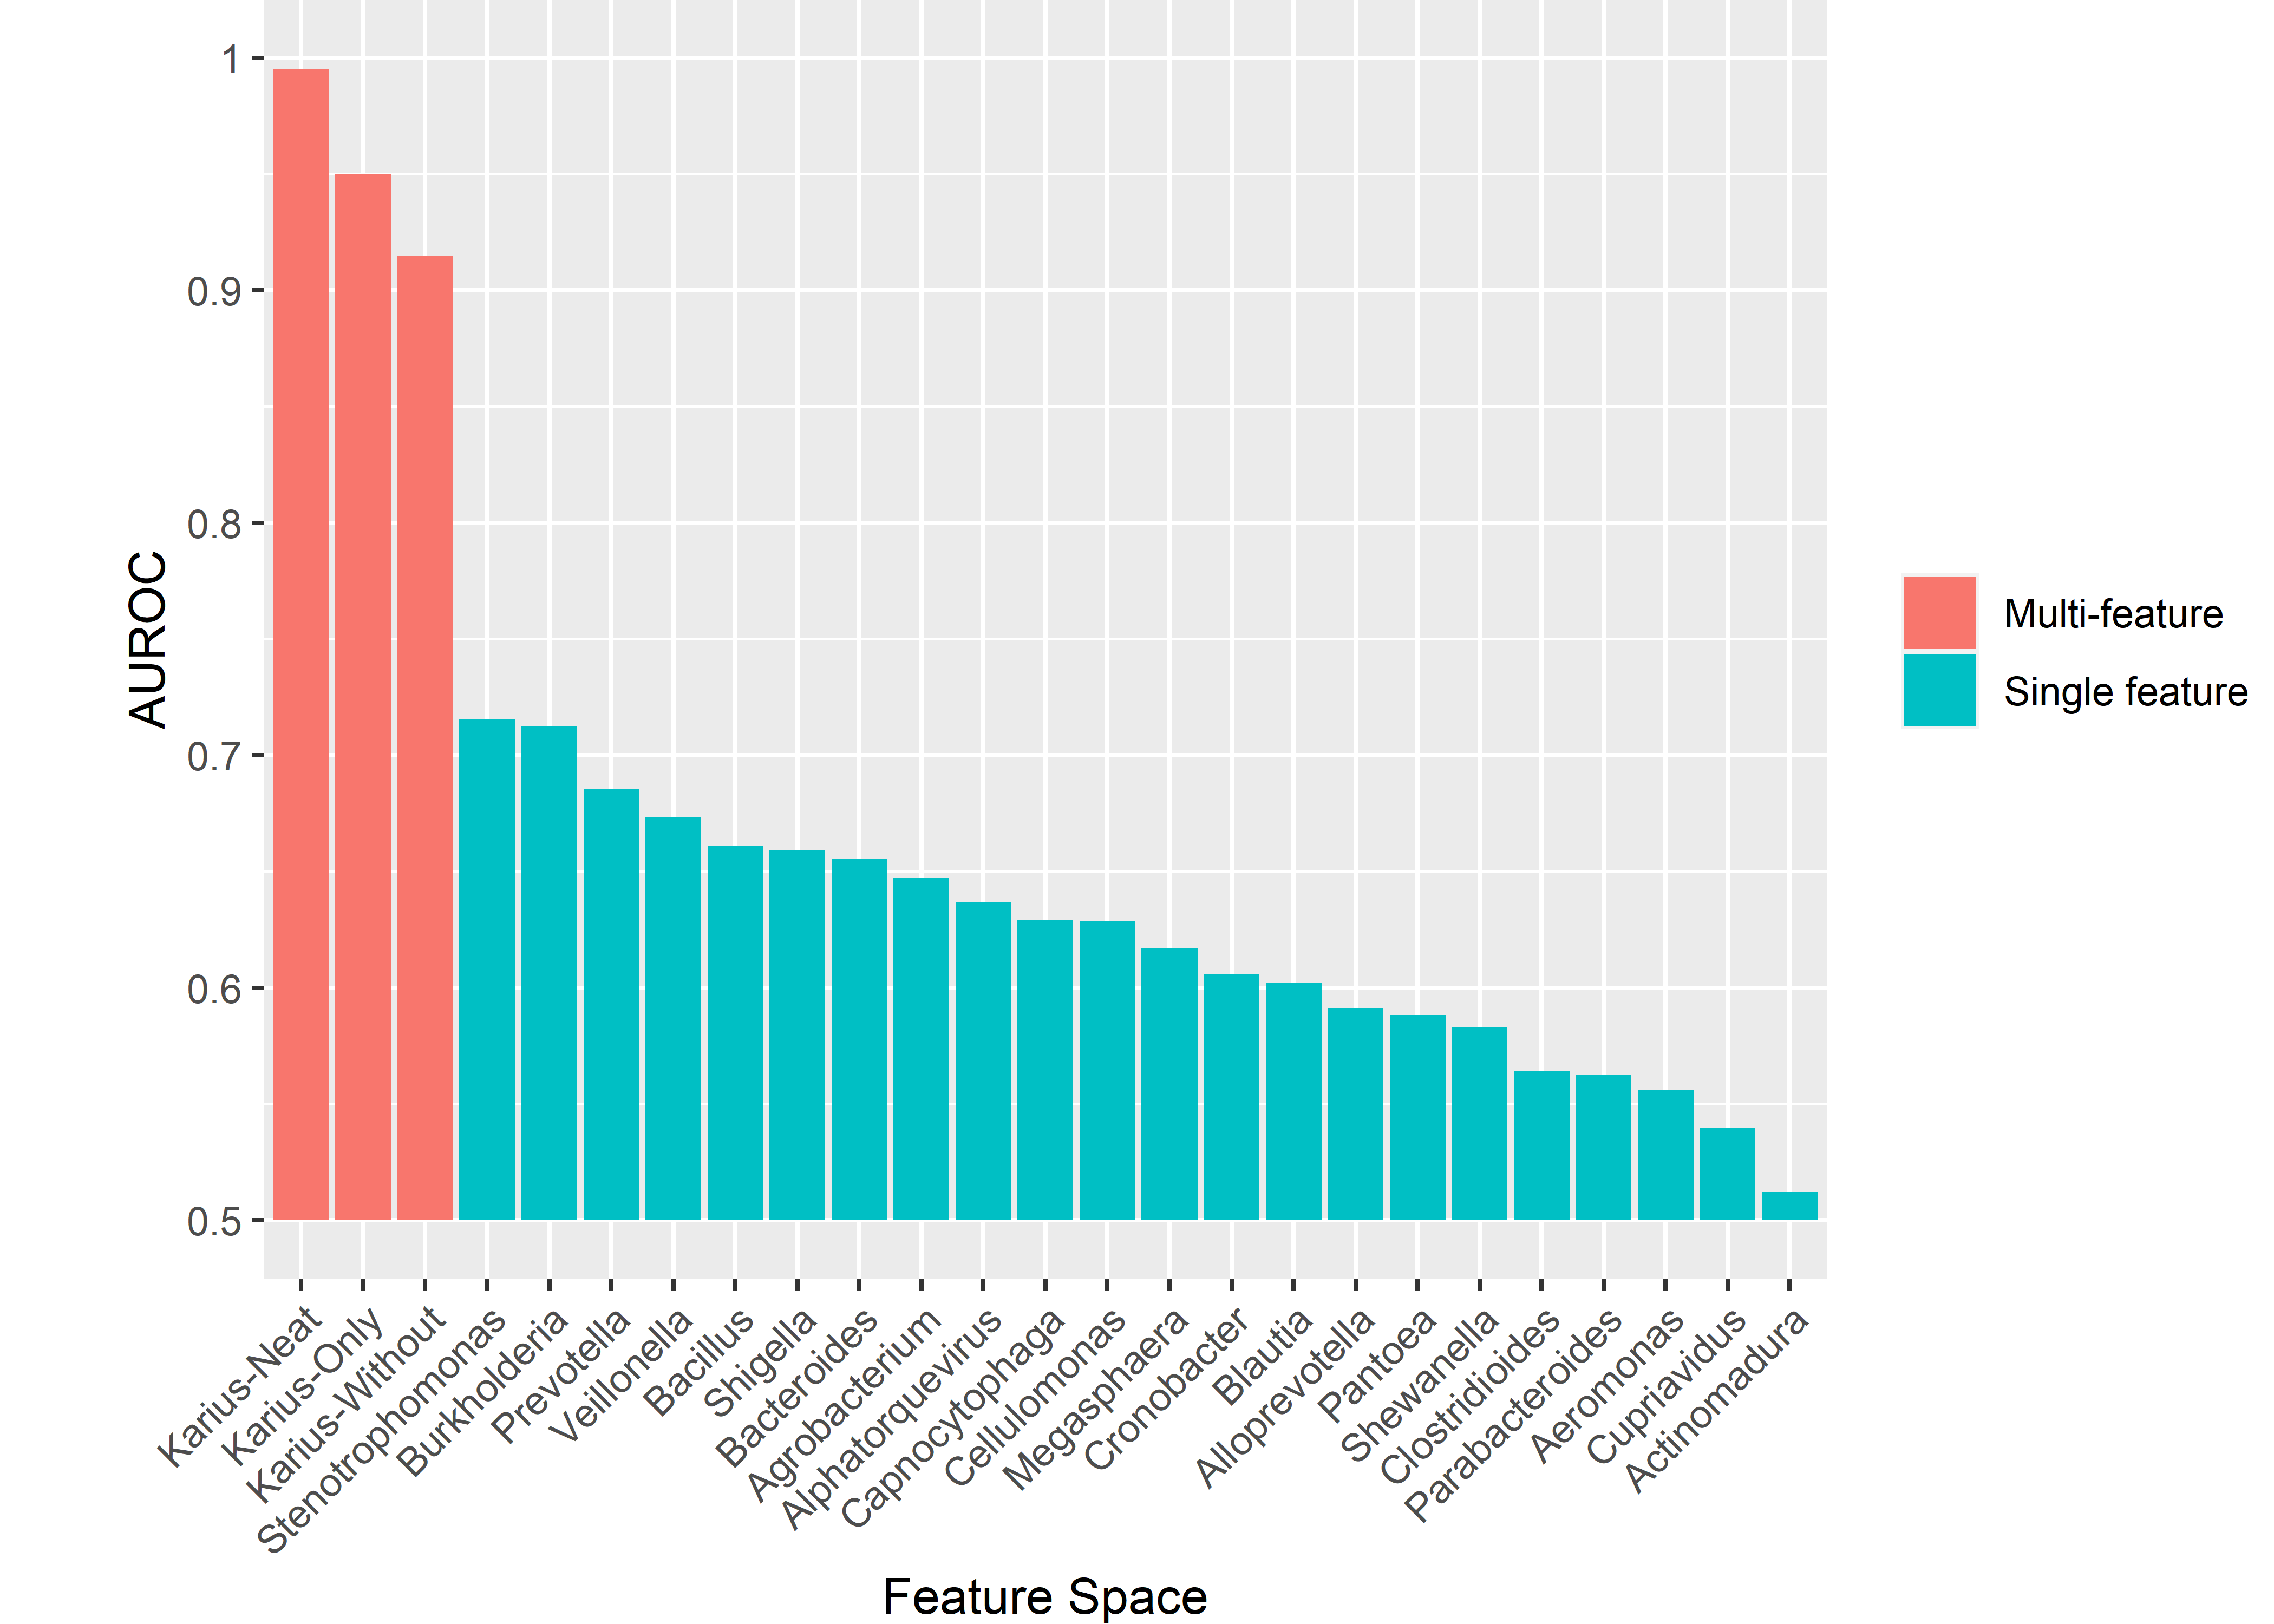 1
0.9
0.8
0.7
0.6
0.5
AUROC
Karius-Neat
Karius-Only
Karius-Without
Stenotrophomonas
Burkholderia
Prevotella
Veillonella
Bacillus
Shigella
Bacteroides
Agrobacterium
Alphatorquevirus
Capnocytophaga
Cellulomonas
Megasphaera
Cronobacter
Blautia
Alloprevotella
Pantoea
Shewanella
Clostridioides
Parabacteroides
Aeromonas
Cupriavidus
Actinomadura
Feature Space
Multi-feature
Single feature